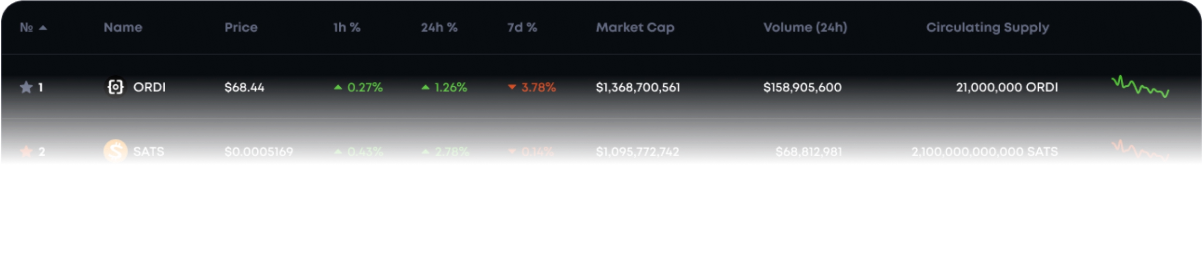 № Name Price 1h % 24h % 7d % Market Cap Volume (24h) Circulating Supply
1 ORDI $68.44 0.27% 1.26% 3.78% $1,368,700,561 $158,905,600 21,000,000 ORDI
2 SATS $0.0005169 0.43% 2.78% 0.14% $1,095,772,742 $68,812,981 2,100,000,000,000 SATS